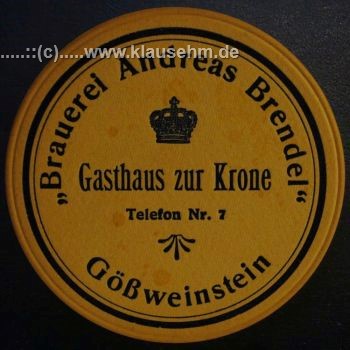 .....::(c).....www.klausehm.de
„Brauerei Andreas Brendel“
Gasthaus zur Krone
Telefon Nr. 7
Gößweinstein